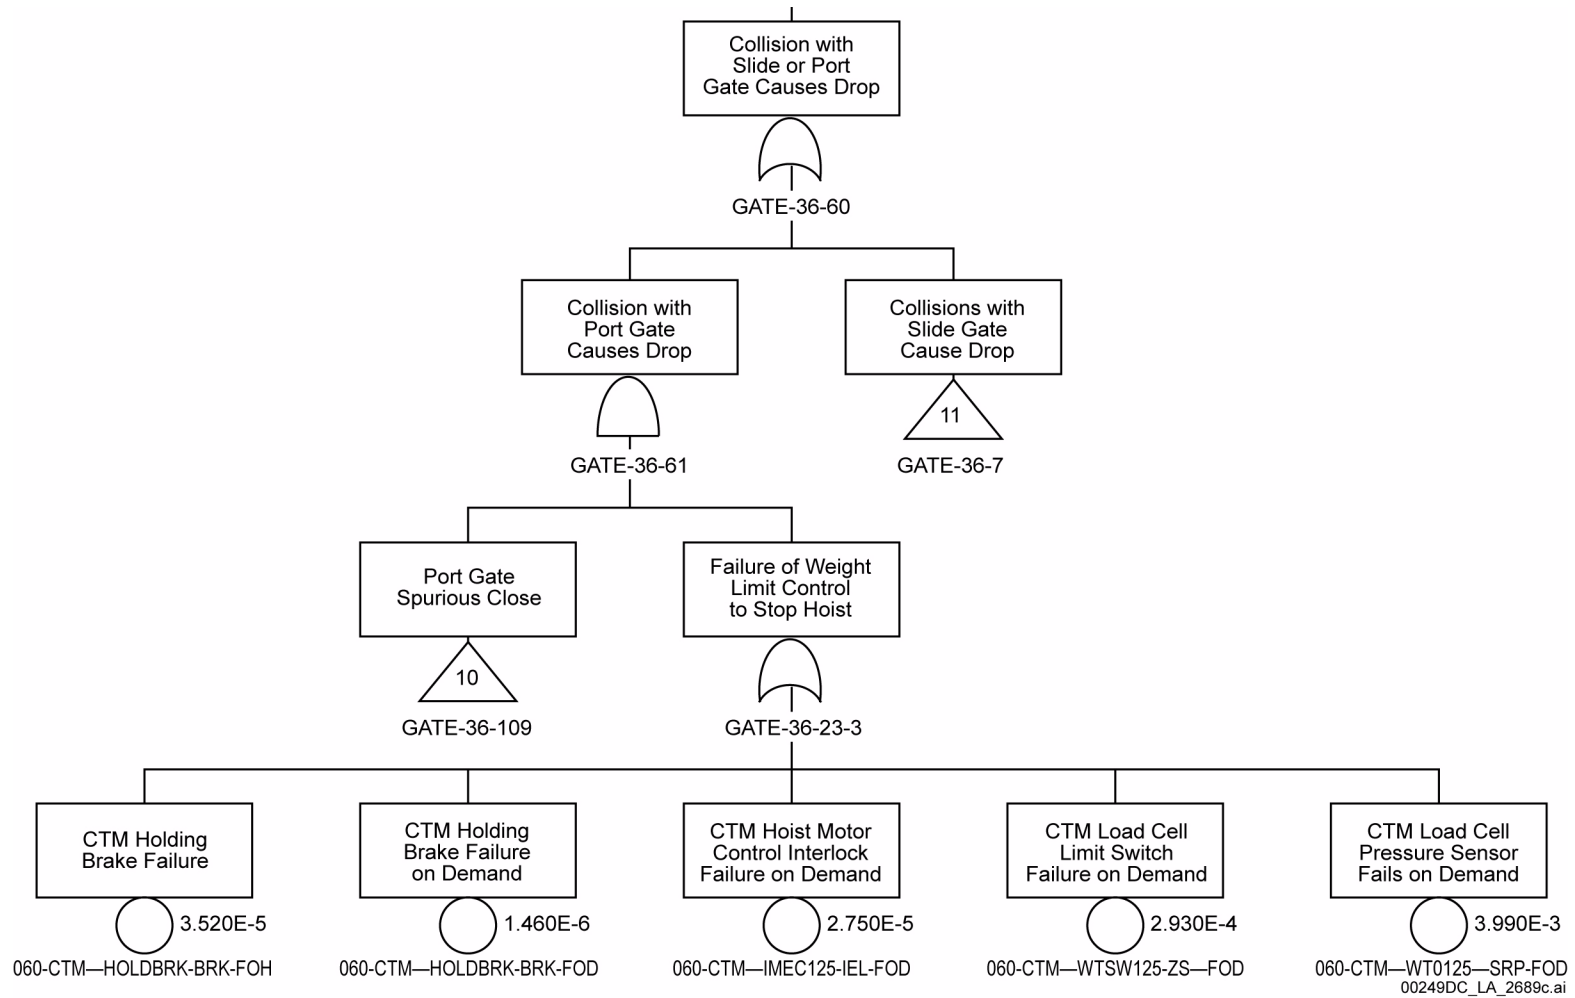 Collision with
Slide or Port
Gate Causes Drop
GATE-36-60
Collision with
Port Gate
Causes Drop
Collisions with
Slide Gate
Cause Drop
11
GATE-36-61
GATE-36-7
Port Gate
Spurious Close
Failure of Weight
Limit Control
to Stop Hoist
10
GATE-36-109
GATE-36-23-3
CTM Holding
Brake Failure
CTM Holding
Brake Failure
on Demand
CTM Hoist Motor
Control Interlock
Failure on Demand
CTM Load Cell
Limit Switch
Failure on Demand
CTM Load Cell
Pressure Sensor
Fails on Demand
3.520E-5
1.460E-6
2.750E-5
2.930E-4
3.990E-3
060-CTM—HOLDBRK-BRK-FOH
060-CTM—HOLDBRK-BRK-FOD
060-CTM—IMEC125-IEL-FOD
060-CTM—WTSW125-ZS—FOD
060-CTM—WT0125—SRP-FOD
00249DC_LA_2689c.ai